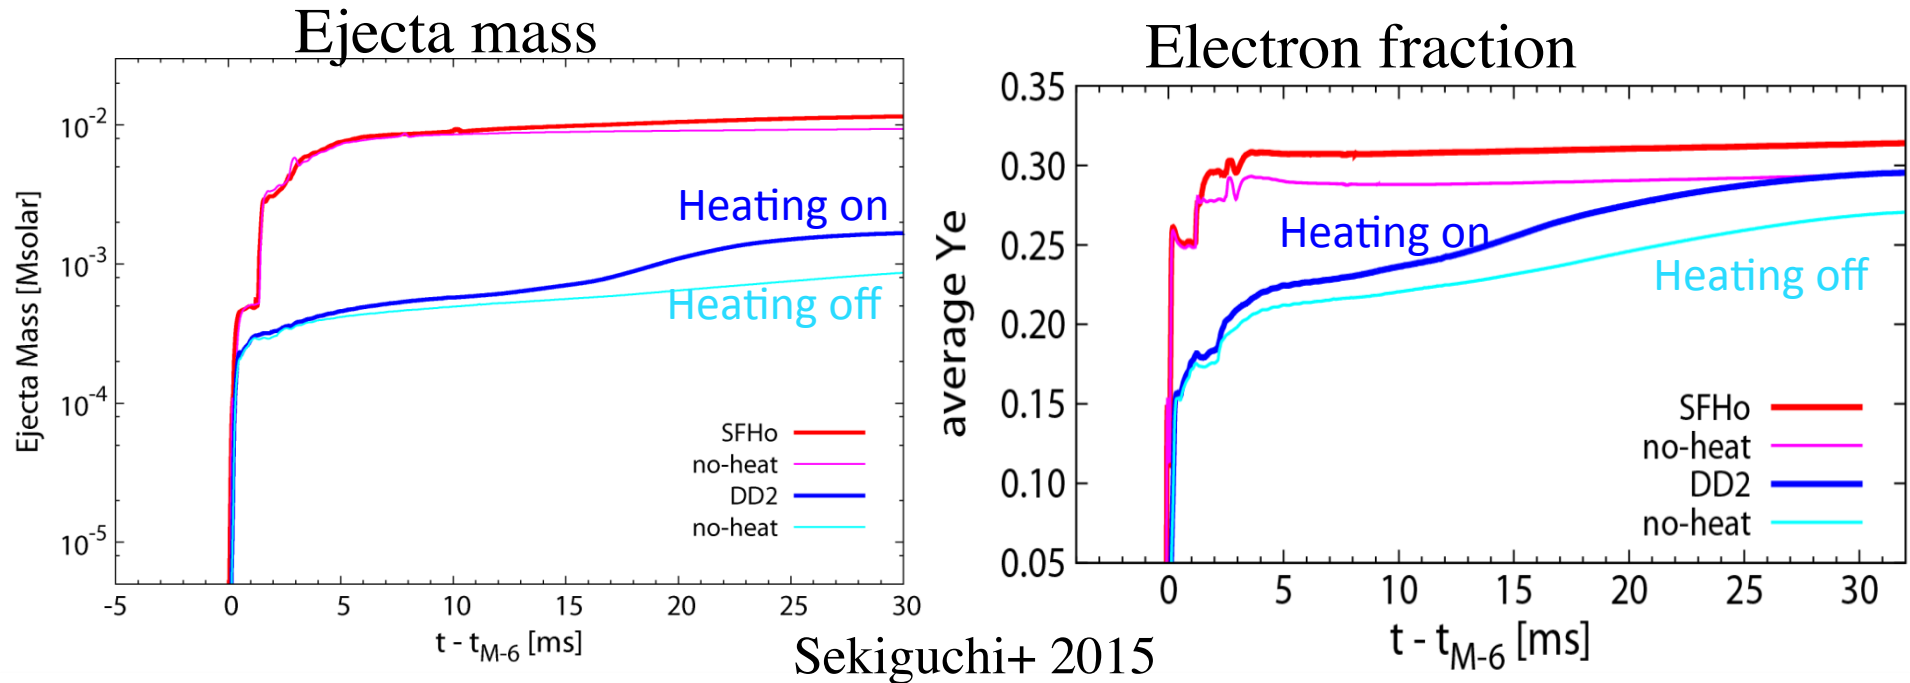 Ejecta mass
Ejecta Mass [Msolar]
10^-2
10^-3
10^-4
10^-5
Heating on
Heating off
SFHo
no-heat
DD2
no-heat
-5 0 5 10 15 20 25 30
t - t_M-6 [ms]
Electron fraction
average Ye
0.35
0.30
0.25
0.20
0.15
0.10
0.05
Heating on
Heating off
SFHo
no-heat
DD2
no-heat
0 5 10 15 20 25 30
t - t_M-6 [ms]
Sekiguchi+ 2015